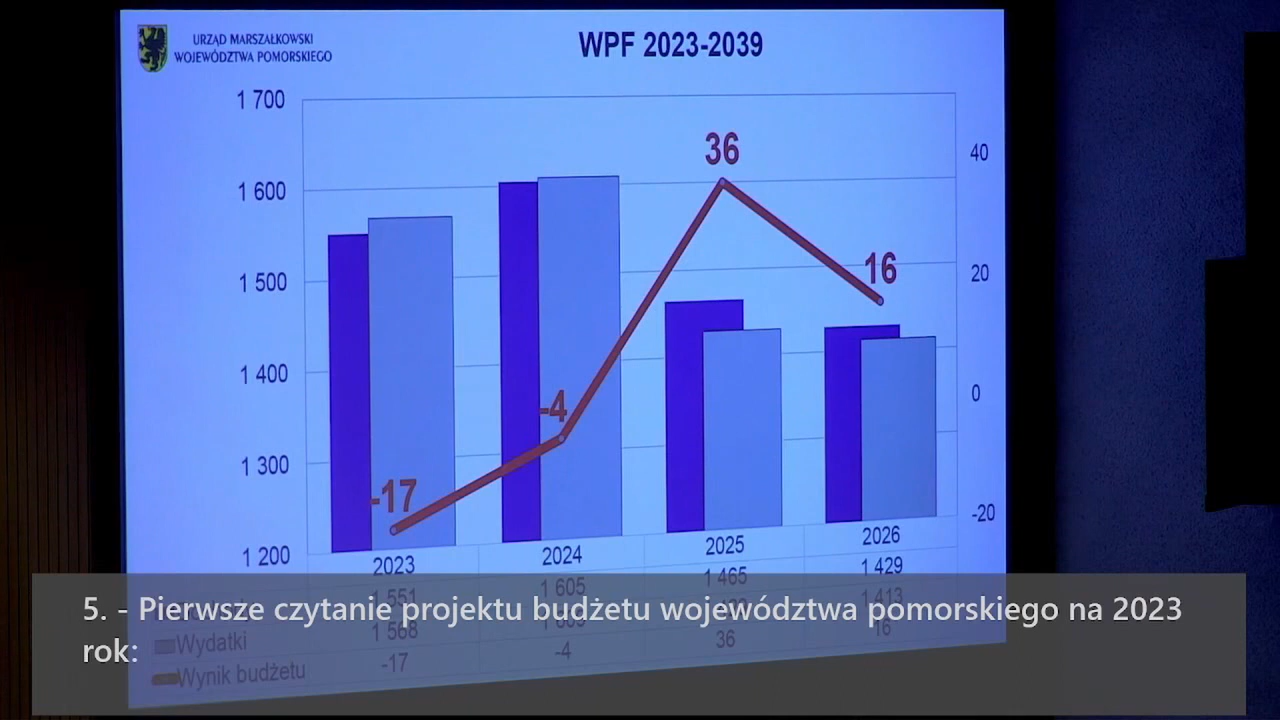 URZĄD MARSZAŁKOWSKI
WOJEWÓDZTWA POMORSKIEGO
WPF 2023-2039
1 700
1 600
1 500
1 400
1 300
1 200
40
20
0
-20
-17
-4
36
16
2023 2024 2025 2026
1 551 1 605 1 465 1 429
Wydatki 1 568 1 413
Wynik budżetu -17 -4 36 16
5. - Pierwsze czytanie projektu budżetu województwa pomorskiego na 2023
rok: